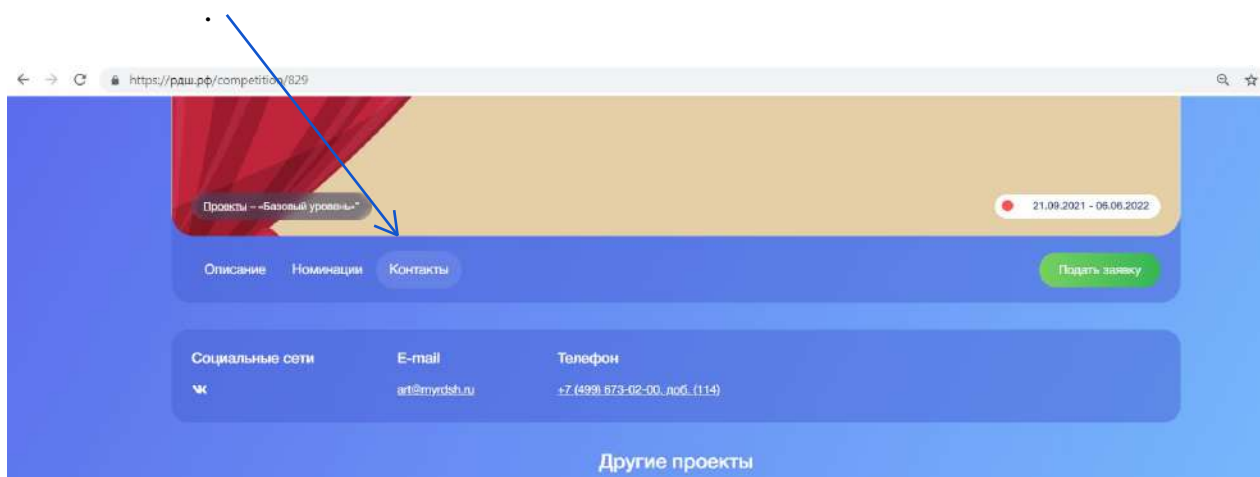 https://рдш.рф/competition/829
Проекты – «Базовый уровень»"
21.09.2021 - 06.06.2022
Описание Номинации Контакты Подать заявку
Социальные сети E-mail Телефон
art@myrdsh.ru +7 (499) 673-02-00, доб. (114)
Другие проекты